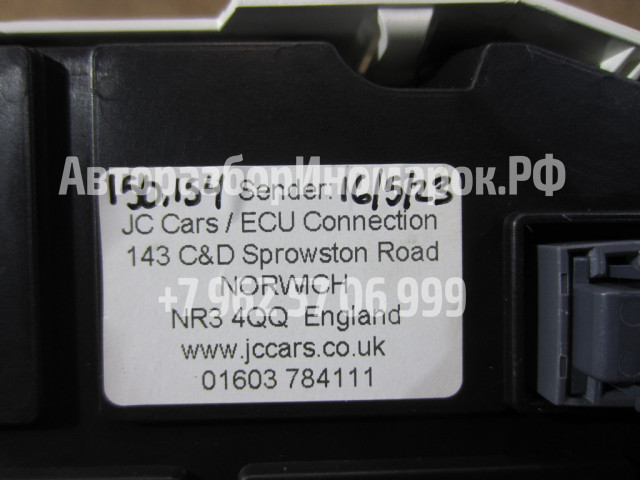 АвторазборИномарок.РФ
150,154 Sender: 16/5/23
JC Cars / ECU Connection
143 C&D Sprowston Road
NORWICH
+7 962 57 06 999
NR3 4QQ England
www.jccars.co.uk
01603 784111